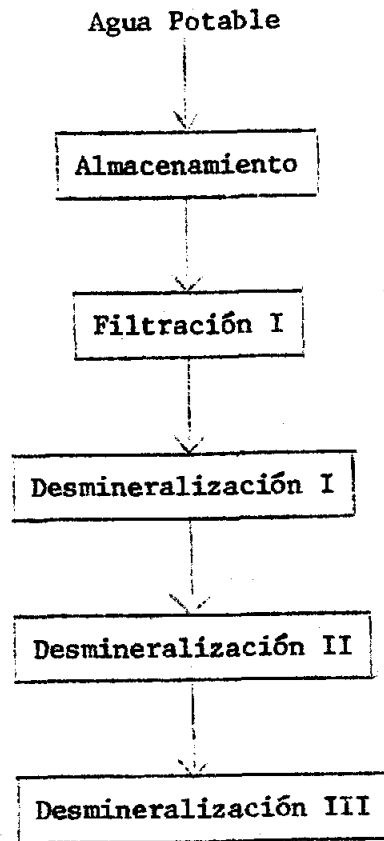 Agua Potable
Almacenamiento
Filtración I
Desmineralización I
Desmineralización II
Desmineralización III